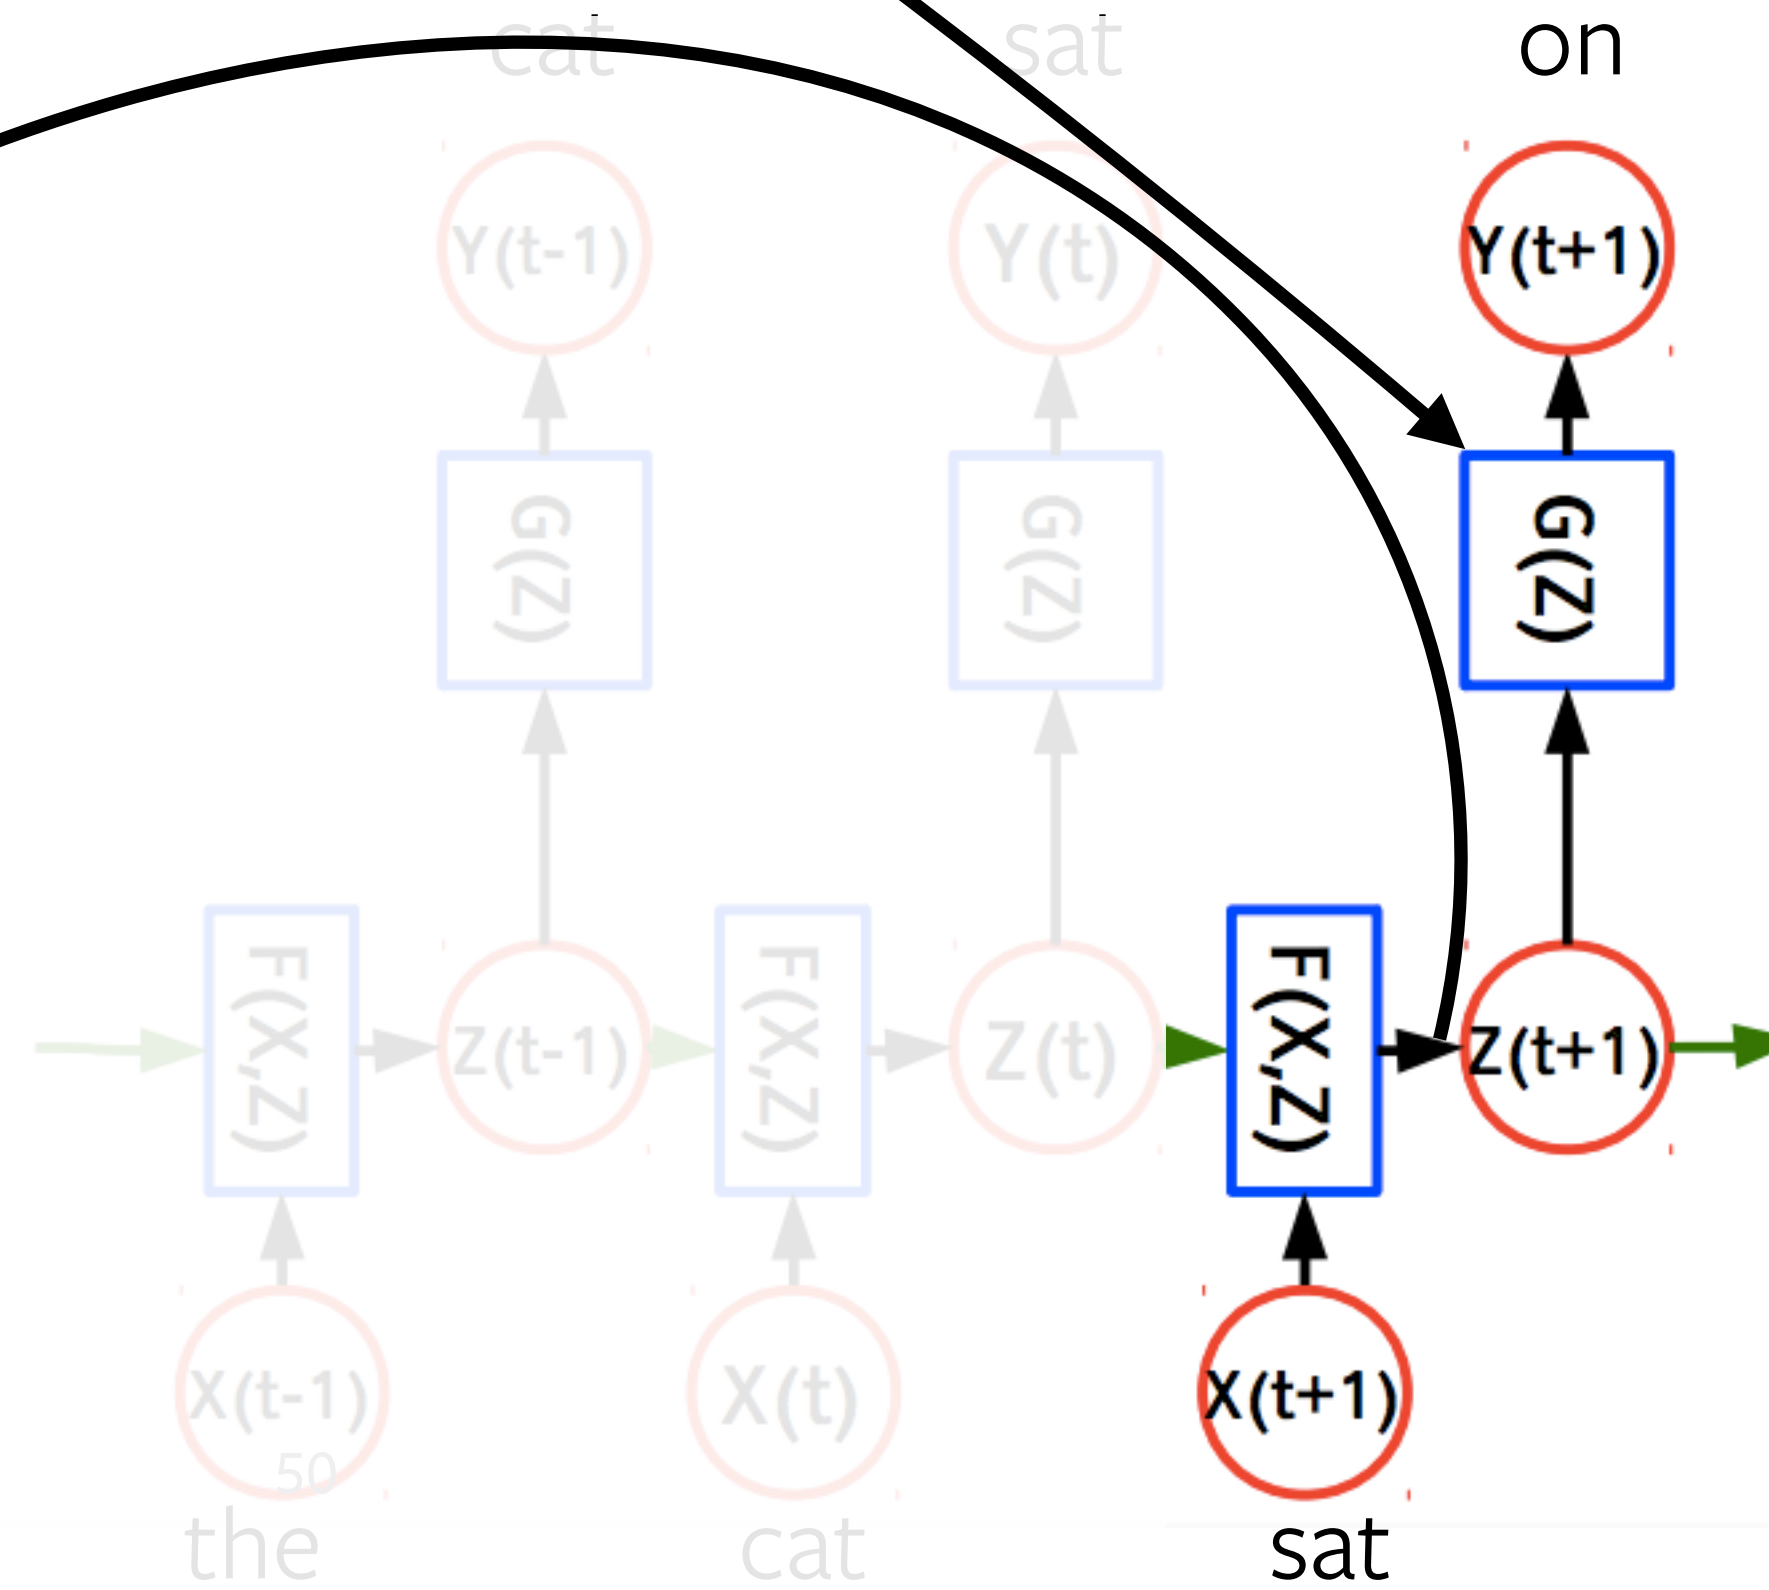 cat sat on
Y(t-1) Y(t) Y(t+1)
G(Z) G(Z) G(Z)
F(X,Z) Z(t-1) F(X,Z) Z(t) F(X,Z) Z(t+1)
X(t-1) X(t) X(t+1)
50
the cat sat